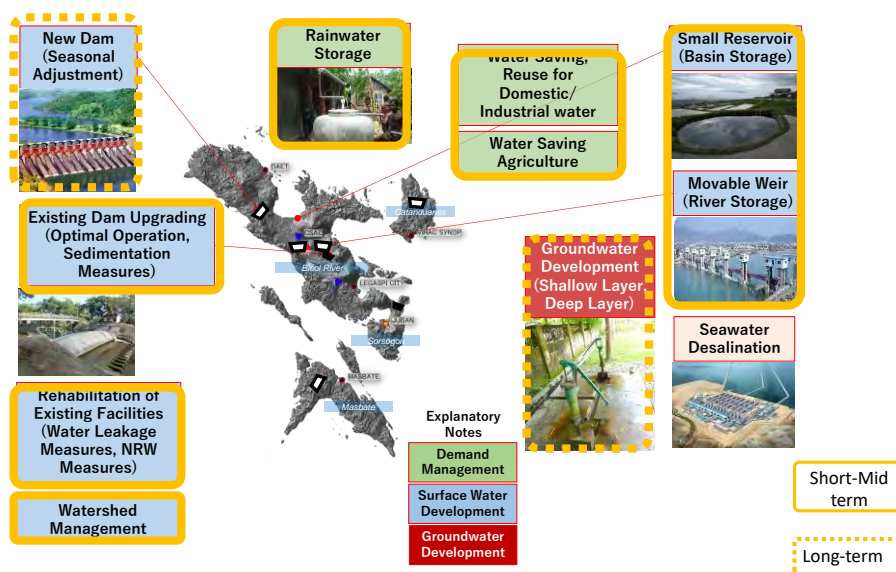 New Dam
(Seasonal
Adjustment)
Rainwater
Storage
Water Saving,
Reuse for
Domestic/
Industrial water
Water Saving
Agriculture
Small Reservoir
(Basin Storage)
Movable Weir
(River Storage)
Existing Dam Upgrading
(Optimal Operation,
Sedimentation
Measures)
DAET
Catanduanes
VIRAC SYNOP
Bicol River
LEGASPI CITY
JUBAN
Sorsogon
MASBATE
Masbate
Groundwater
Development
(Shallow Layer,
Deep Layer)
Seawater
Desalination
Rehabilitation of
Existing Facilities
(Water Leakage
Measures, NRW
Measures)
Watershed
Management
Explanatory
Notes
Demand
Management
Surface Water
Development
Groundwater
Development
Short-Mid
term
Long-term